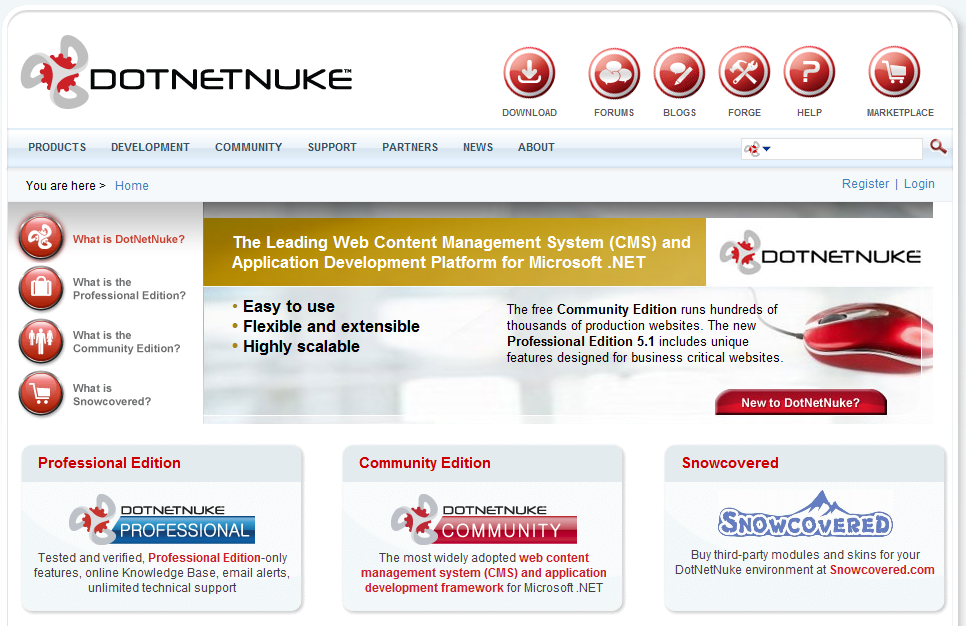 DOTNETNUKE™
DOWNLOAD
FORUMS
BLOGS
FORGE
HELP
MARKETPLACE
PRODUCTS DEVELOPMENT COMMUNITY SUPPORT PARTNERS NEWS ABOUT
You are here > Home
Register | Login
What is DotNetNuke?
What is the
Professional Edition?
What is the
Community Edition?
What is
Snowcovered?
The Leading Web Content Management System (CMS) and
Application Development Platform for Microsoft .NET
DOTNETNUKE™
• Easy to use
• Flexible and extensible
• Highly scalable
The free Community Edition runs hundreds of
thousands of production websites. The new
Professional Edition 5.1 includes unique
features designed for business critical websites.
New to DotNetNuke?
Professional Edition
DOTNETNUKE
PROFESSIONAL
Tested and verified, Professional Edition-only
features, online Knowledge Base, email alerts,
unlimited technical support
Community Edition
DOTNETNUKE
COMMUNITY
The most widely adopted web content
management system (CMS) and application
development framework for Microsoft .NET
Snowcovered
SNOWCOVERED
Buy third-party modules and skins for your
DotNetNuke environment at Snowcovered.com